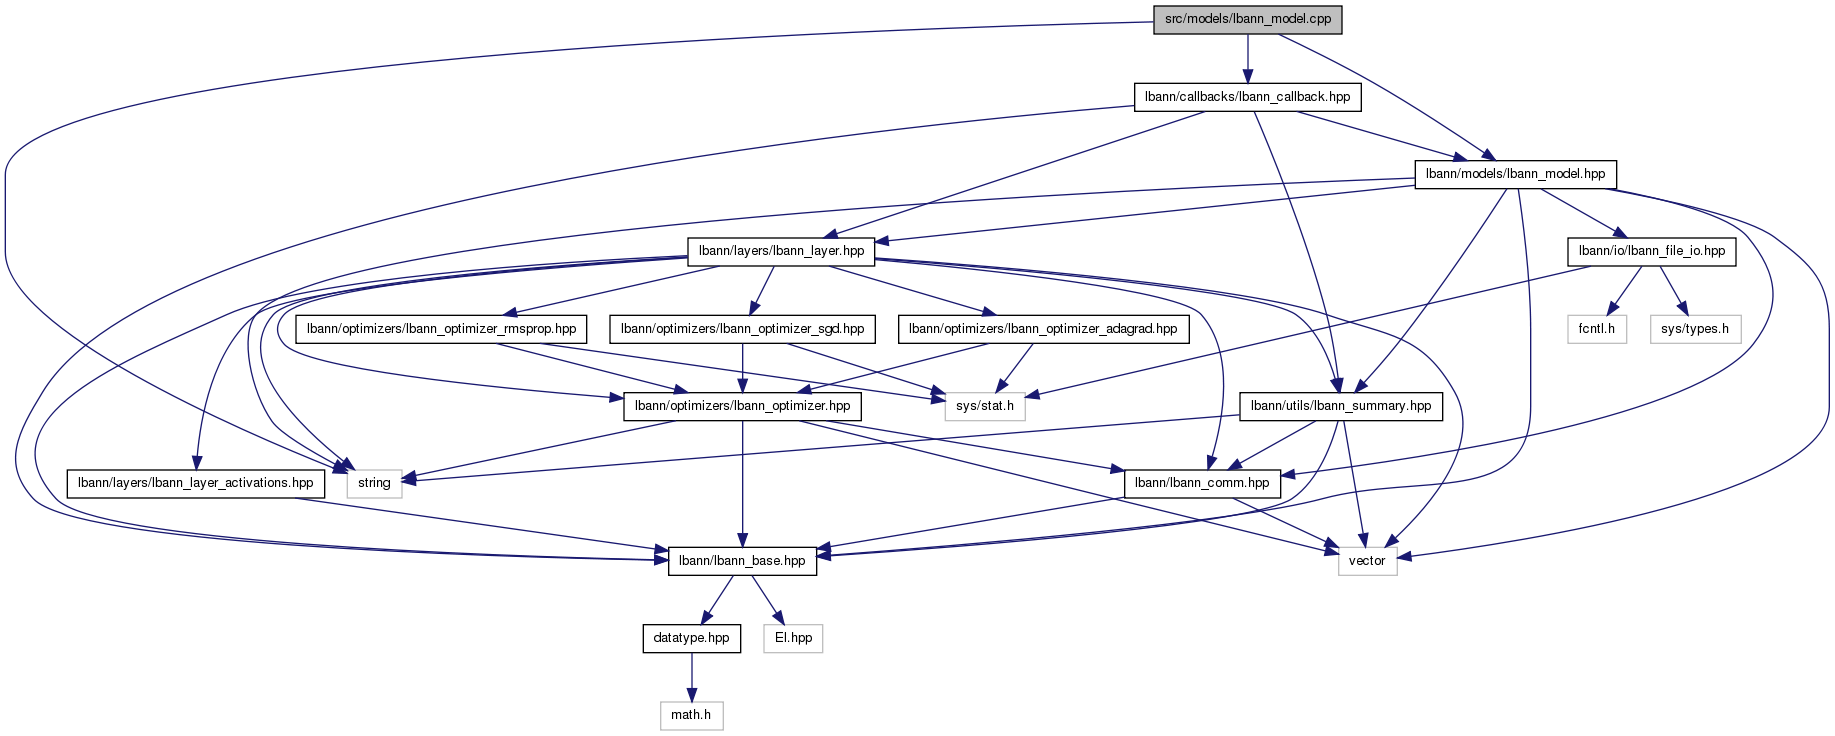 src/models/lbann_model.cpp
lbann/callbacks/lbann_callback.hpp
lbann/models/lbann_model.hpp
lbann/layers/lbann_layer.hpp
lbann/io/lbann_file_io.hpp
lbann/optimizers/lbann_optimizer_rmsprop.hpp
lbann/optimizers/lbann_optimizer_sgd.hpp
lbann/optimizers/lbann_optimizer_adagrad.hpp
fcntl.h
sys/types.h
lbann/optimizers/lbann_optimizer.hpp
sys/stat.h
lbann/utils/lbann_summary.hpp
lbann/layers/lbann_layer_activations.hpp
string
lbann/lbann_comm.hpp
lbann/lbann_base.hpp
vector
datatype.hpp
El.hpp
math.h